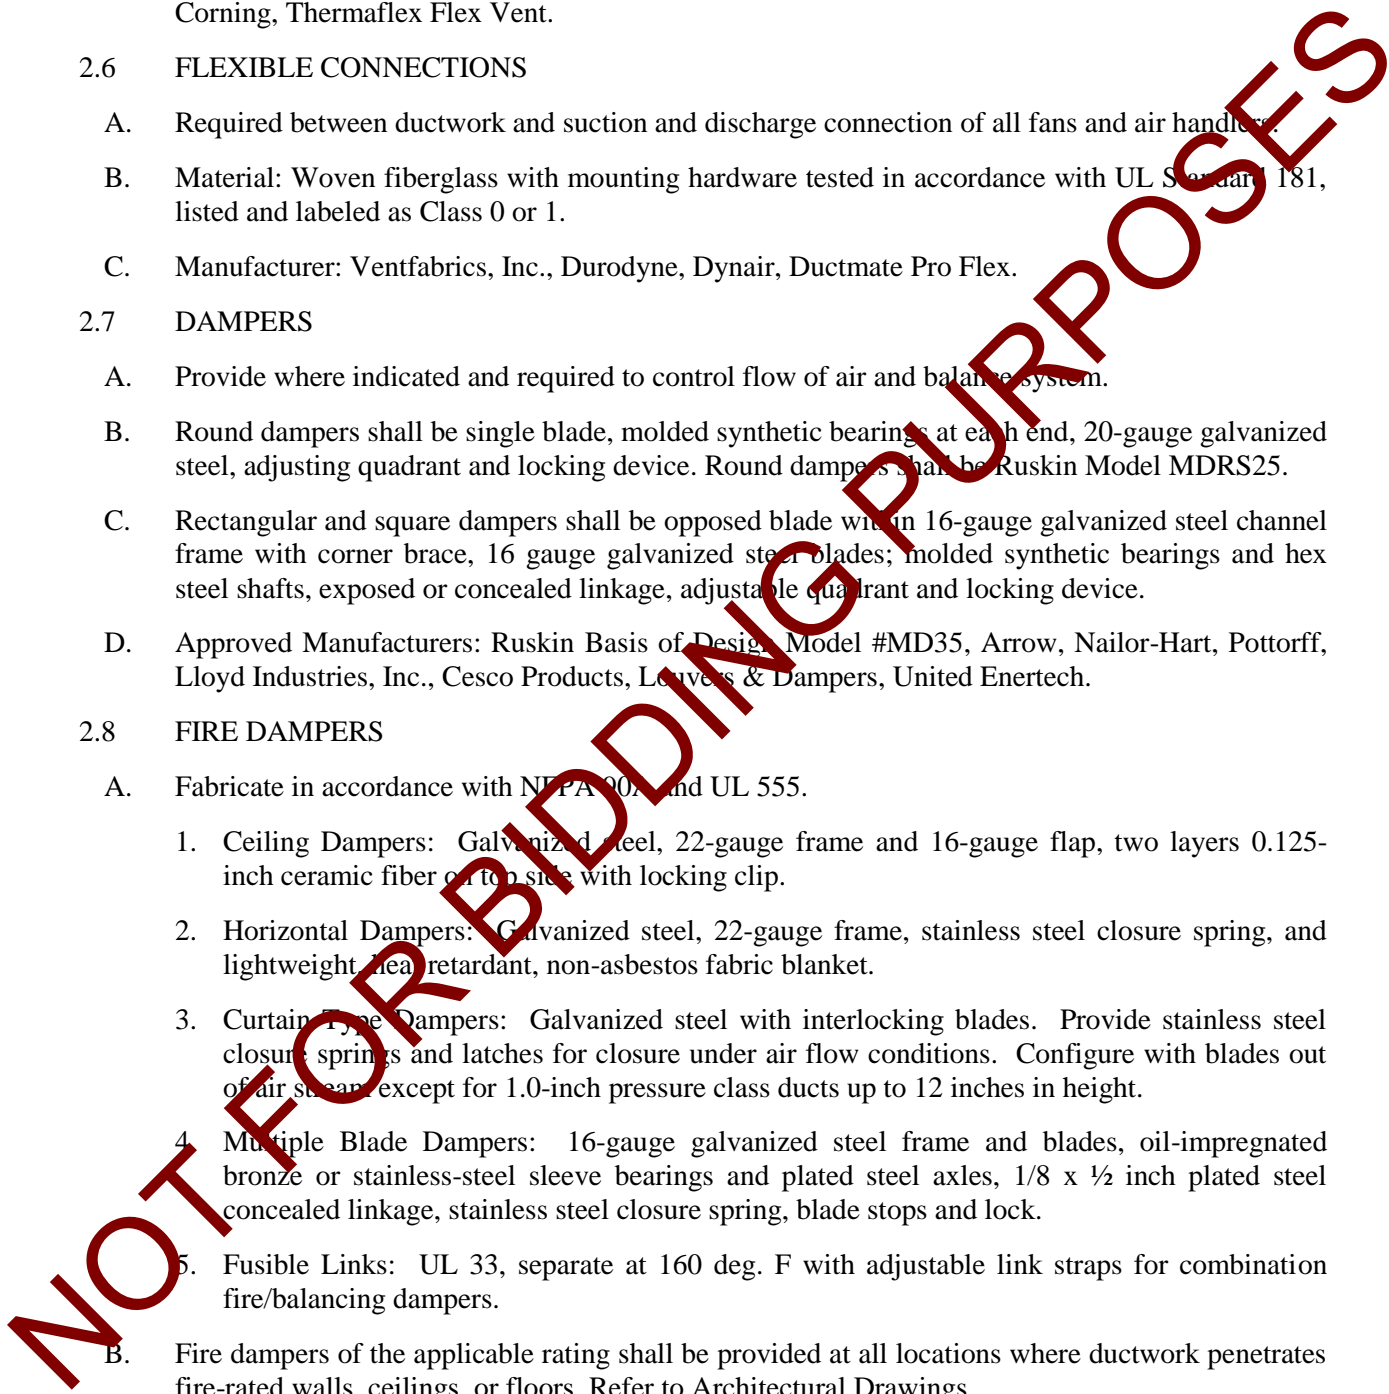 Corning, Thermaflex Flex Vent.
2.6 FLEXIBLE CONNECTIONS
A. Required between ductwork and suction and discharge connection of all fans and air handlers.
B. Material: Woven fiberglass with mounting hardware tested in accordance with UL Standard 181,
listed and labeled as Class 0 or 1.
C. Manufacturer: Ventfabrics, Inc., Durodyne, Dynair, Ductmate Pro Flex.
2.7 DAMPERS
A. Provide where indicated and required to control flow of air and balance system.
B. Round dampers shall be single blade, molded synthetic bearings at each end, 20-gauge galvanized
steel, adjusting quadrant and locking device. Round dampers shall be Ruskin Model MDRS25.
C. Rectangular and square dampers shall be opposed blade within 16-gauge galvanized steel channel
frame with corner brace, 16 gauge galvanized steel blades; molded synthetic bearings and hex
steel shafts, exposed or concealed linkage, adjustable quadrant and locking device.
D. Approved Manufacturers: Ruskin Basis of Design Model #MD35, Arrow, Nailor-Hart, Pottorff,
Lloyd Industries, Inc., Cesco Products, Louvers & Dampers, United Enertech.
2.8 FIRE DAMPERS
A. Fabricate in accordance with NFPA 90A and UL 555.
1. Ceiling Dampers: Galvanized steel, 22-gauge frame and 16-gauge flap, two layers 0.125-
inch ceramic fiber on top side with locking clip.
2. Horizontal Dampers: Galvanized steel, 22-gauge frame, stainless steel closure spring, and
lightweight, heat retardant, non-asbestos fabric blanket.
3. Curtain Type Dampers: Galvanized steel with interlocking blades. Provide stainless steel
closure springs and latches for closure under air flow conditions. Configure with blades out
of air stream except for 1.0-inch pressure class ducts up to 12 inches in height.
4. Multiple Blade Dampers: 16-gauge galvanized steel frame and blades, oil-impregnated
bronze or stainless-steel sleeve bearings and plated steel axles, 1/8 x ½ inch plated steel
concealed linkage, stainless steel closure spring, blade stops and lock.
5. Fusible Links: UL 33, separate at 160 deg. F with adjustable link straps for combination
fire/balancing dampers.
B. Fire dampers of the applicable rating shall be provided at all locations where ductwork penetrates
fire-rated walls, ceilings, or floors. Refer to Architectural Drawings.
NOT FOR BIDDING PURPOSES